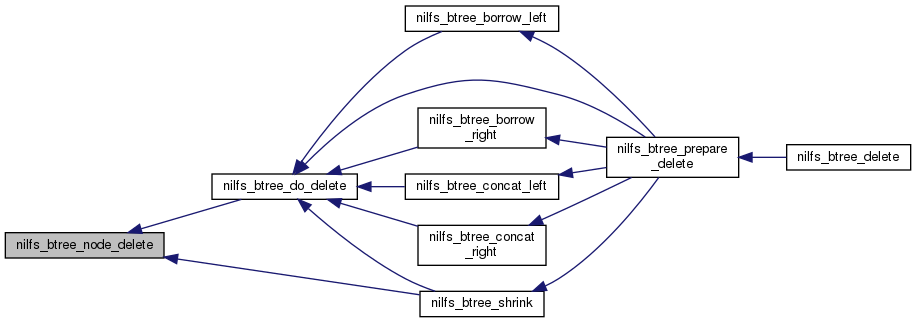 nilfs_btree_borrow_left
nilfs_btree_borrow
_right
nilfs_btree_prepare
_delete
nilfs_btree_delete
nilfs_btree_do_delete
nilfs_btree_concat_left
nilfs_btree_node_delete
nilfs_btree_concat
_right
nilfs_btree_shrink